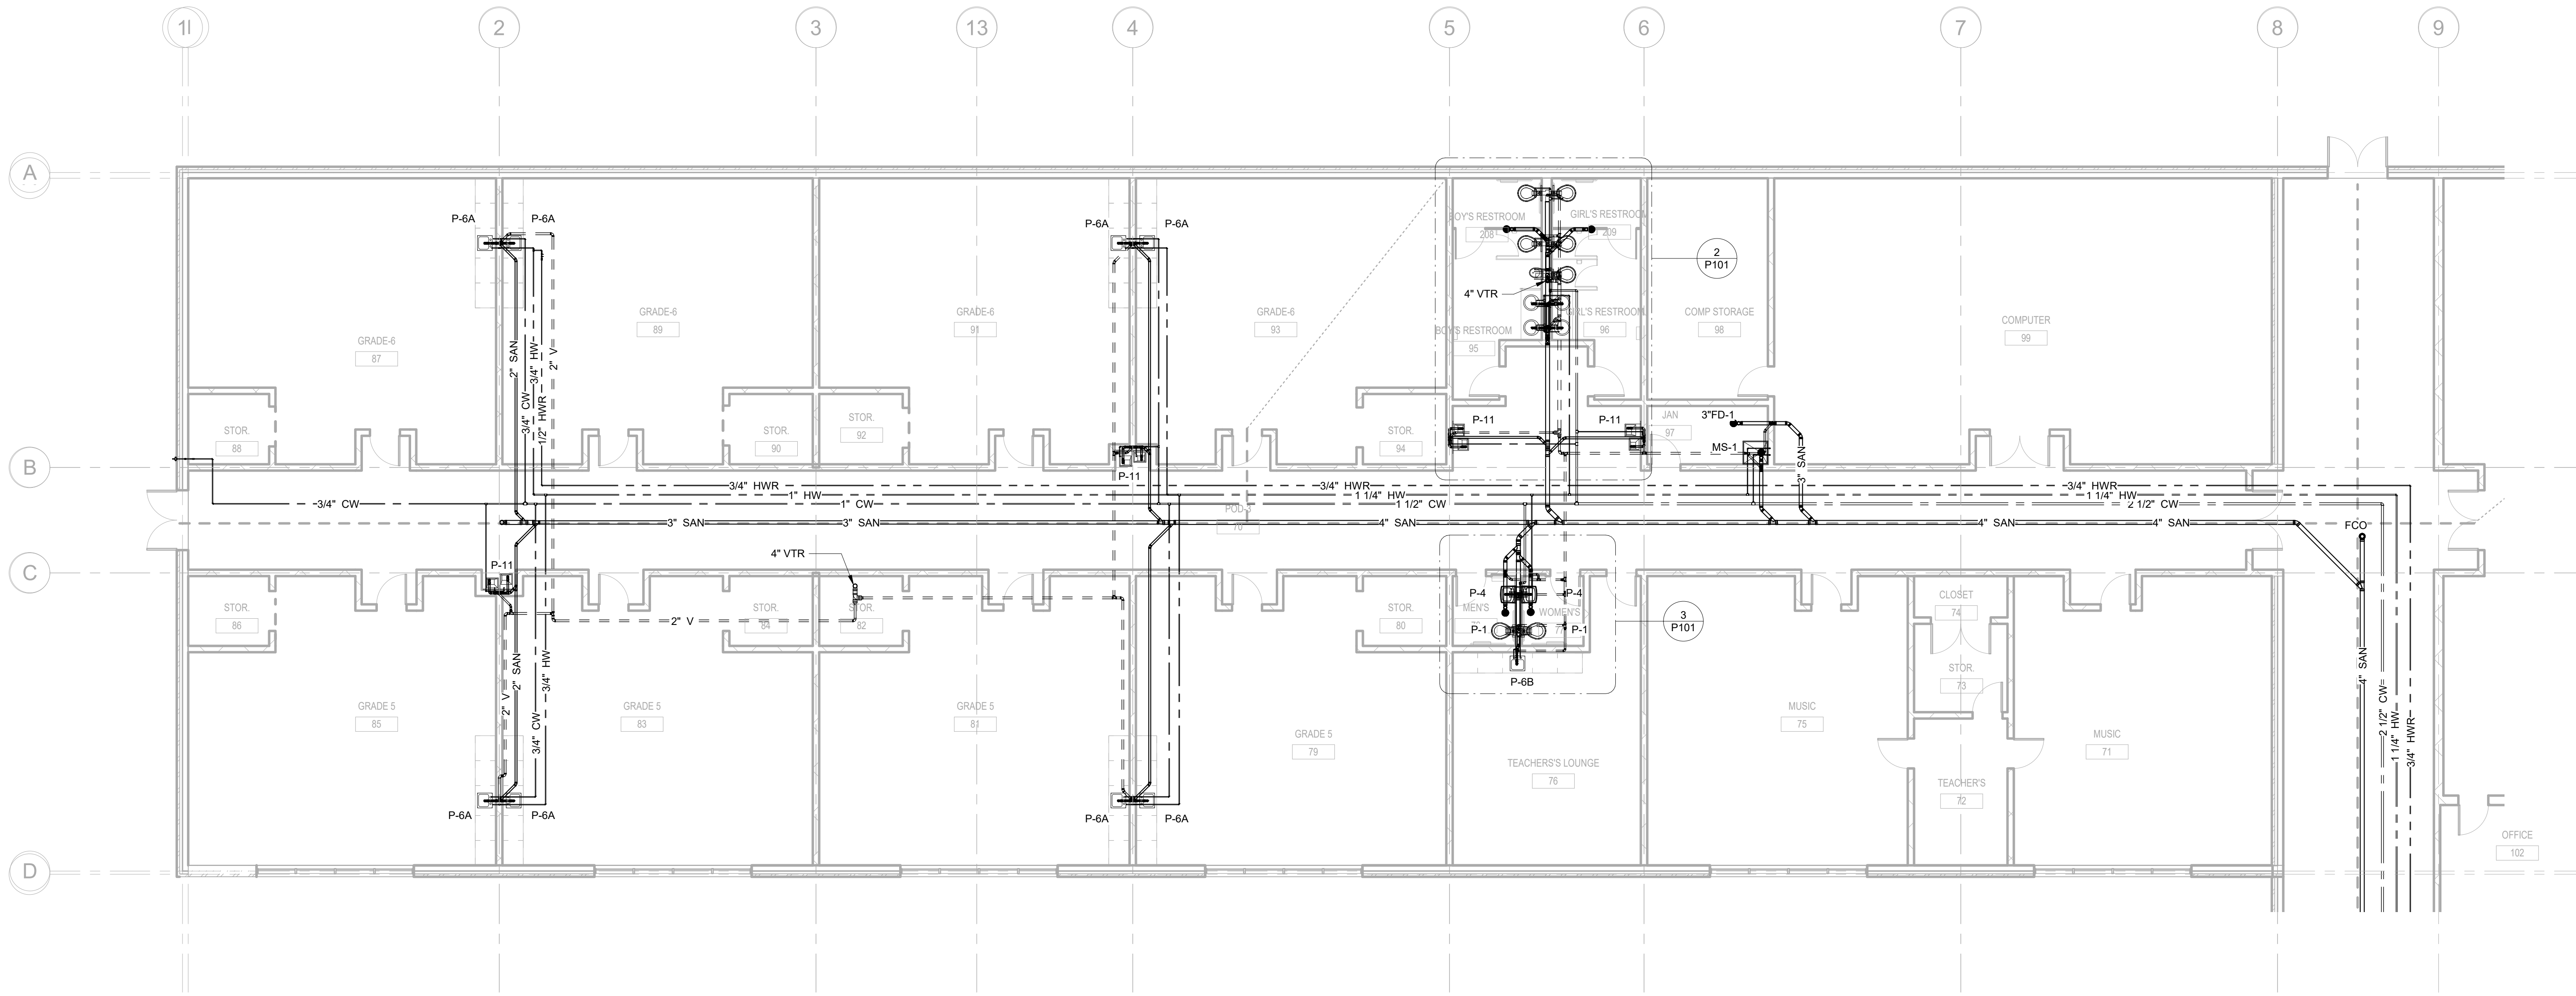 1
2
3
13
4
5
6
7
8
9
A
B
C
D
P-6A
P-6A
P-6A
P-6A
BOY'S RESTROOM
208
GIRL'S RESTROOM
209
2
P101
4" VTR
GRADE-6
87
GRADE-6
89
GRADE-6
91
GRADE-6
93
BOY'S RESTROOM
95
GIRL'S RESTROOM
96
COMP STORAGE
98
COMPUTER
99
2" SAN
3/4" CW
3/4" HW
1/2" HWR
2" V
STOR.
88
STOR.
90
STOR.
92
STOR.
94
P-11
P-11
P-11
JAN
97
3"FD-1
MS-1
3" SAN
3/4" HWR
3/4" HWR
3/4" HWR
1" HW
1 1/4" HW
1 1/4" HW
3/4" CW
1" CW
1 1/2" CW
2 1/2" CW
POD-3
70
3" SAN
3" SAN
4" SAN
4" SAN
4" SAN
FCO
P-11
4" VTR
STOR.
86
STOR.
84
STOR.
82
STOR.
80
2" V
P-4
P-4
MEN'S
WOMEN'S
P-1
P-1
3
P101
P-6B
CLOSET
74
STOR.
73
TEACHER'S
72
2" V
2" SAN
3/4" CW
3/4" HW
GRADE 5
85
GRADE 5
83
GRADE 5
81
GRADE 5
79
TEACHERS'S LOUNGE
76
MUSIC
75
MUSIC
71
4" SAN
2 1/2" CW
1 1/4" HW
3/4" HWR
P-6A
P-6A
P-6A
P-6A
OFFICE
102